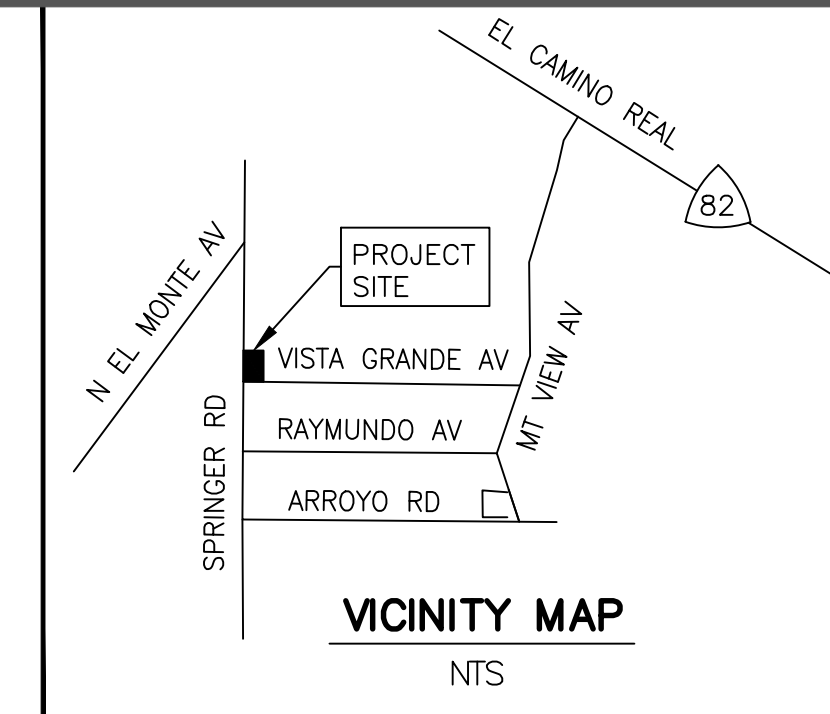 EL CAMINO REAL
82
N EL MONTE AV
PROJECT
SITE
VISTA GRANDE AV
MT VIEW AV
RAYMUNDO AV
SPRINGER RD
ARROYO RD
VICINITY MAP
NTS